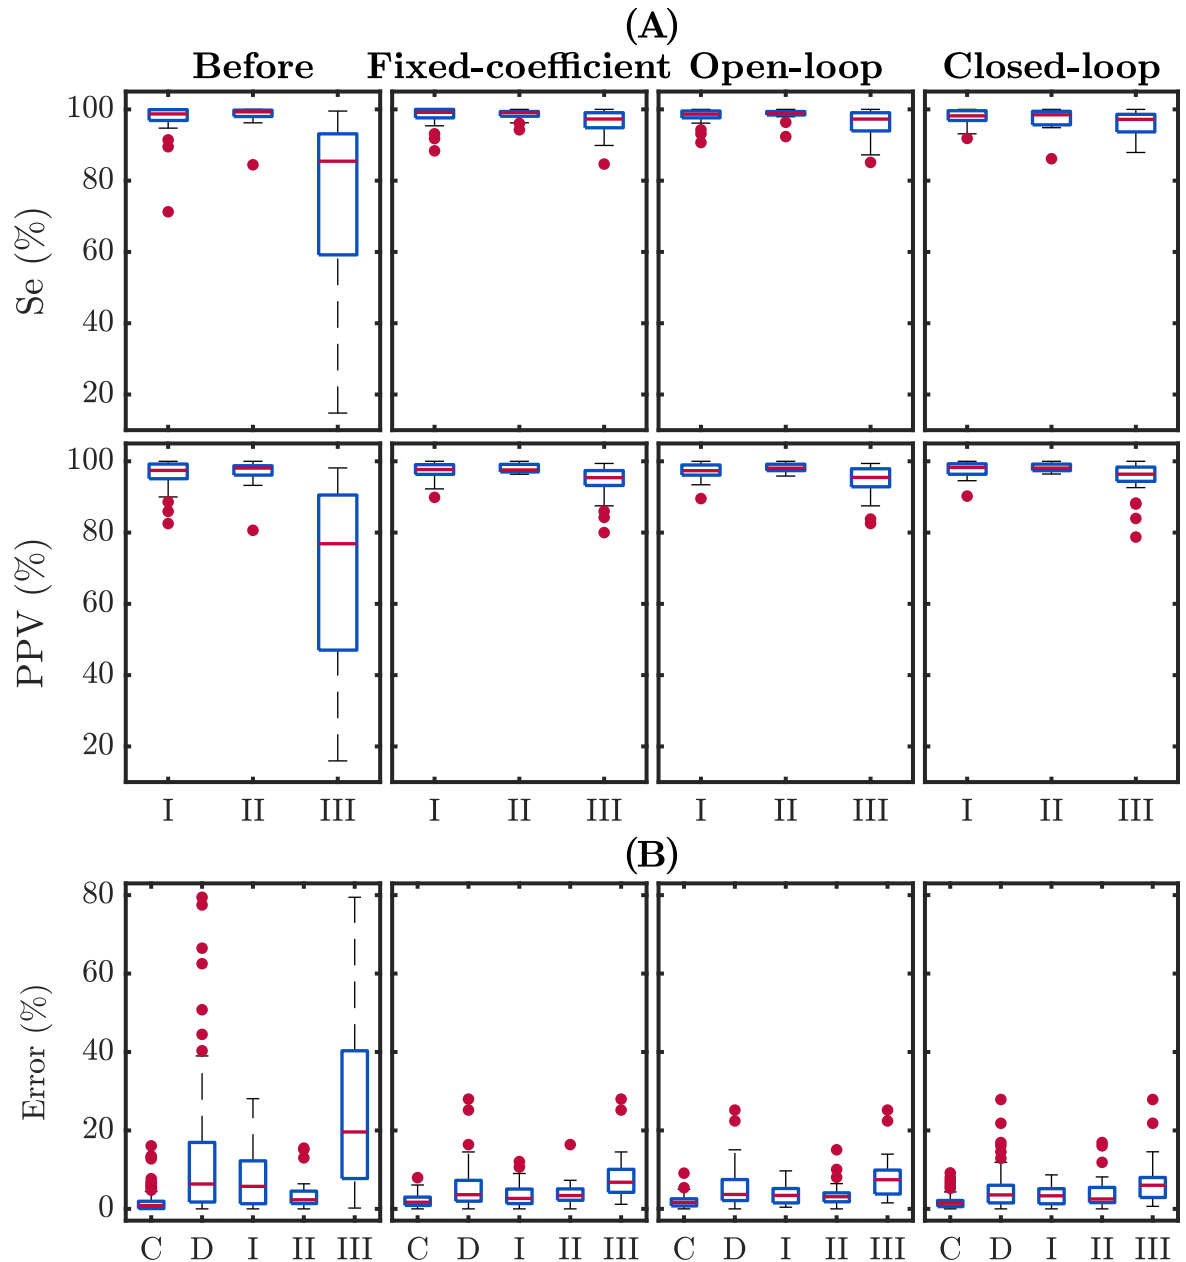 (A)
Before Fixed-coefficient Open-loop Closed-loop
Se (%)
100
80
60
40
20
PPV (%)
100
80
60
40
20
I II III I II III I II III I II III
(B)
Error (%)
80
60
40
20
0
C D I II III C D I II III C D I II III C D I II III